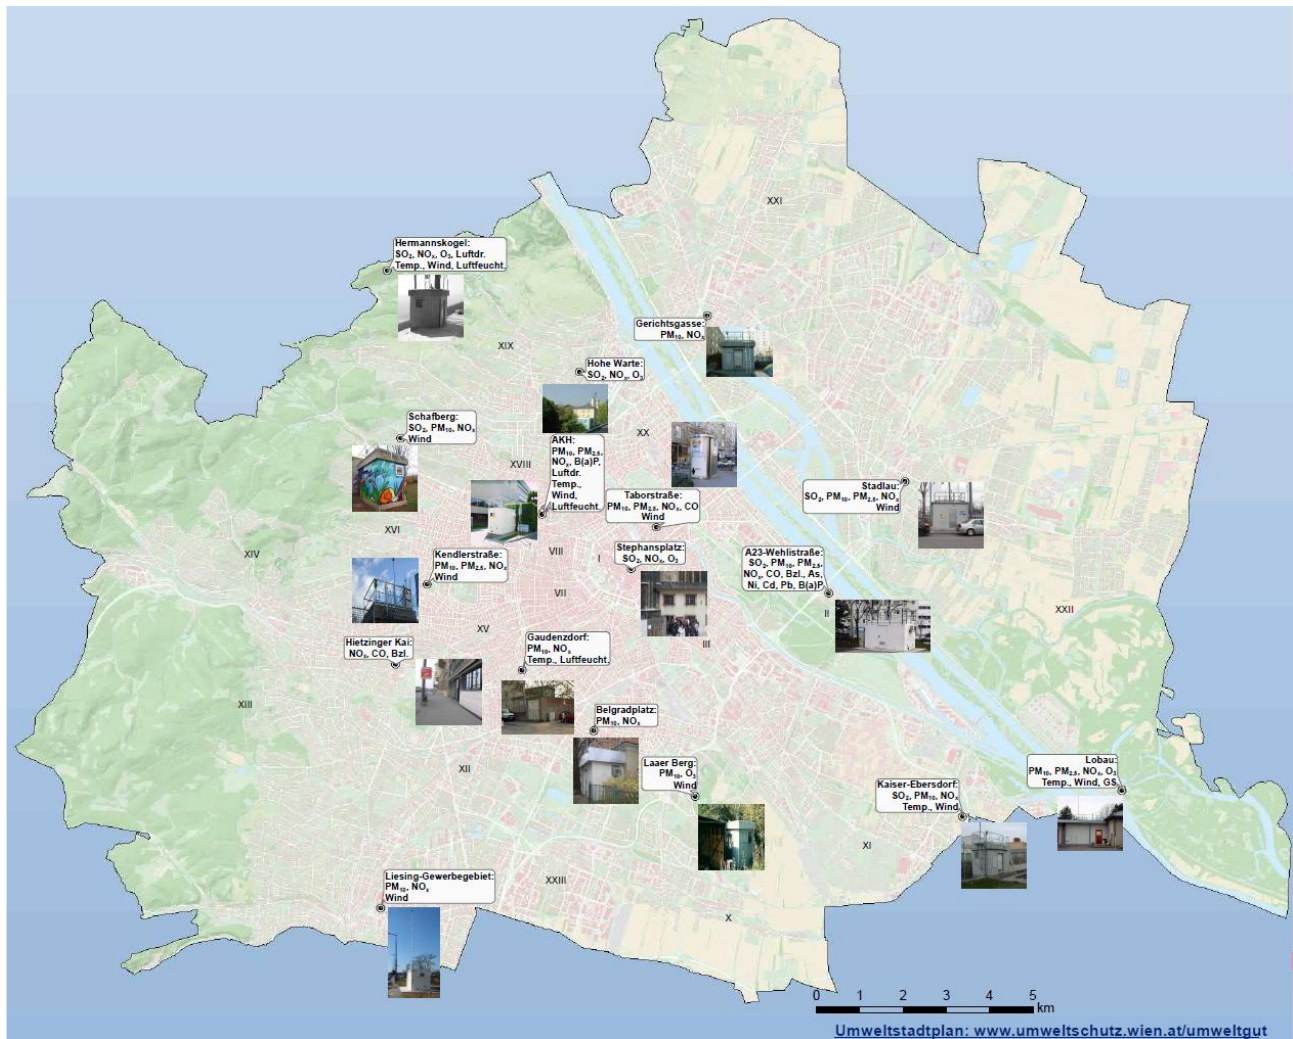 XXI
Hermannskogel:
SO₂, NOₓ, O₃, Luftdr.
Temp., Wind, Luftfeucht.
Gerichtsgasse:
PM₁₀, NOₓ
XIX
Hohe Warte:
SO₂, NOₓ, O₃
Schafberg:
SO₂, PM₁₀, NOₓ
Wind
XX
AKH:
PM₁₀, PM₂.₅,
NOₓ, B(a)P,
Luftdr.
Temp.,
Wind,
Luftfeucht.
XVIII
Taborstraße:
PM₁₀, PM₂.₅, NOₓ, CO
Wind
Stadlau:
SO₂, PM₁₀, PM₂.₅, NOₓ
Wind
XVI
XIV
Kendlerstraße:
PM₁₀, PM₂.₅, NOₓ
Wind
VIII
I
Stephansplatz:
SO₂, NOₓ, O₃
A23-Wehlistraße:
SO₂, PM₁₀, PM₂.₅,
NOₓ, CO, Bzl., As,
Ni, Cd, Pb, B(a)P
VII
II
XXII
XV
III
Hietzinger Kai:
NOₓ, CO, Bzl.
Gaudenzdorf:
PM₁₀, NOₓ
Temp., Luftfeucht.
XIII
Belgradplatz:
PM₁₀, NOₓ
XII
Laaer Berg:
PM₁₀, O₃
Wind
Kaiser-Ebersdorf:
SO₂, PM₁₀, NOₓ
Temp., Wind
Lobau:
PM₁₀, PM₂.₅, NOₓ, O₃
Temp., Wind, GS
XI
Liesing-Gewerbegebiet:
PM₁₀, NOₓ
Wind
XXIII
X
0 1 2 3 4 5
km
Umweltstadtplan: www.umweltschutz.wien.at/umweltgut